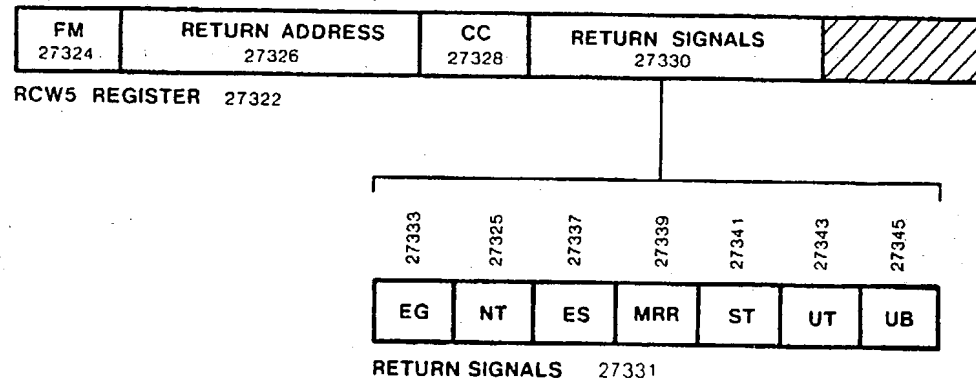 FM RETURN ADDRESS CC RETURN SIGNALS
27324 27326 27328 27330
RCW5 REGISTER 27322
27333 27325 27337 27339 27341 27343 27345
EG NT ES MRR ST UT UB
RETURN SIGNALS 27331